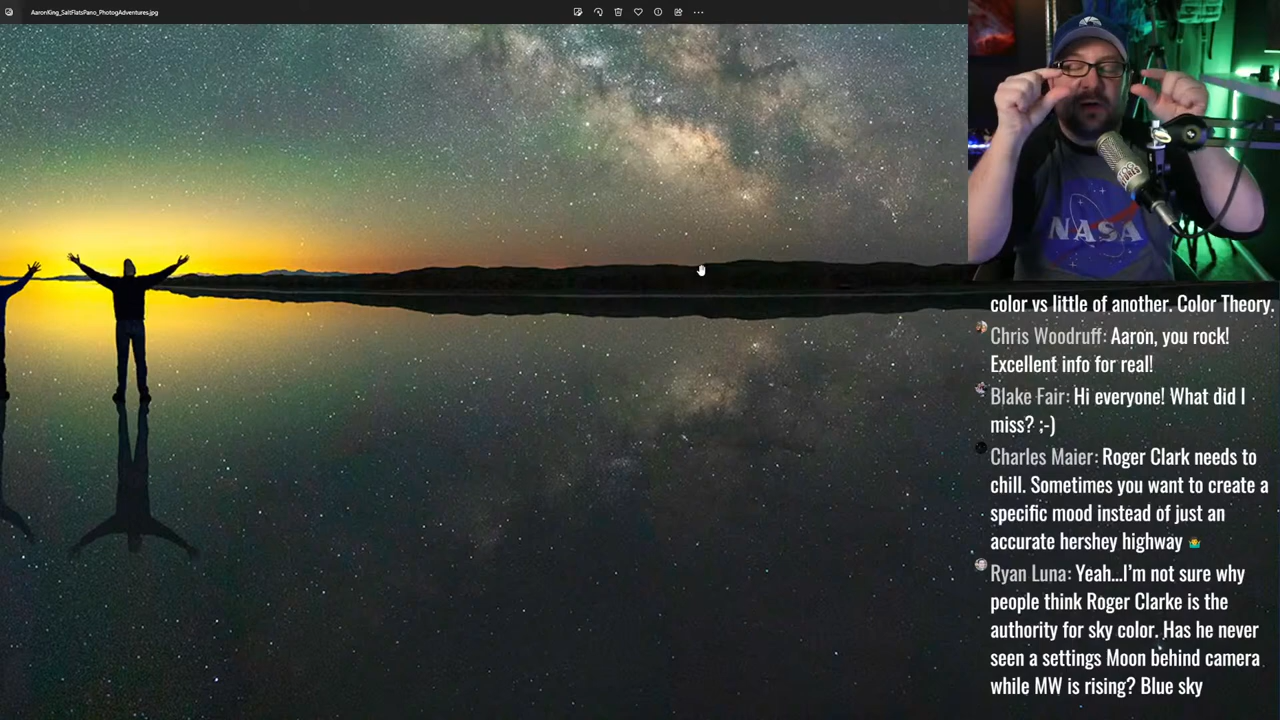 AaronKing_SaltFlatsPano_PhotogAdventures.jpg
NASA
color vs little of another. Color Theory.
Chris Woodruff: Aaron, you rock!
Excellent info for real!
Blake Fair: Hi everyone! What did I
miss? ;-)
Charles Maier: Roger Clark needs to
chill. Sometimes you want to create a
specific mood instead of just an
accurate hershey highway 🤷‍♂️
Ryan Luna: Yeah...I'm not sure why
people think Roger Clarke is the
authority for sky color. Has he never
seen a settings Moon behind camera
while MW is rising? Blue sky